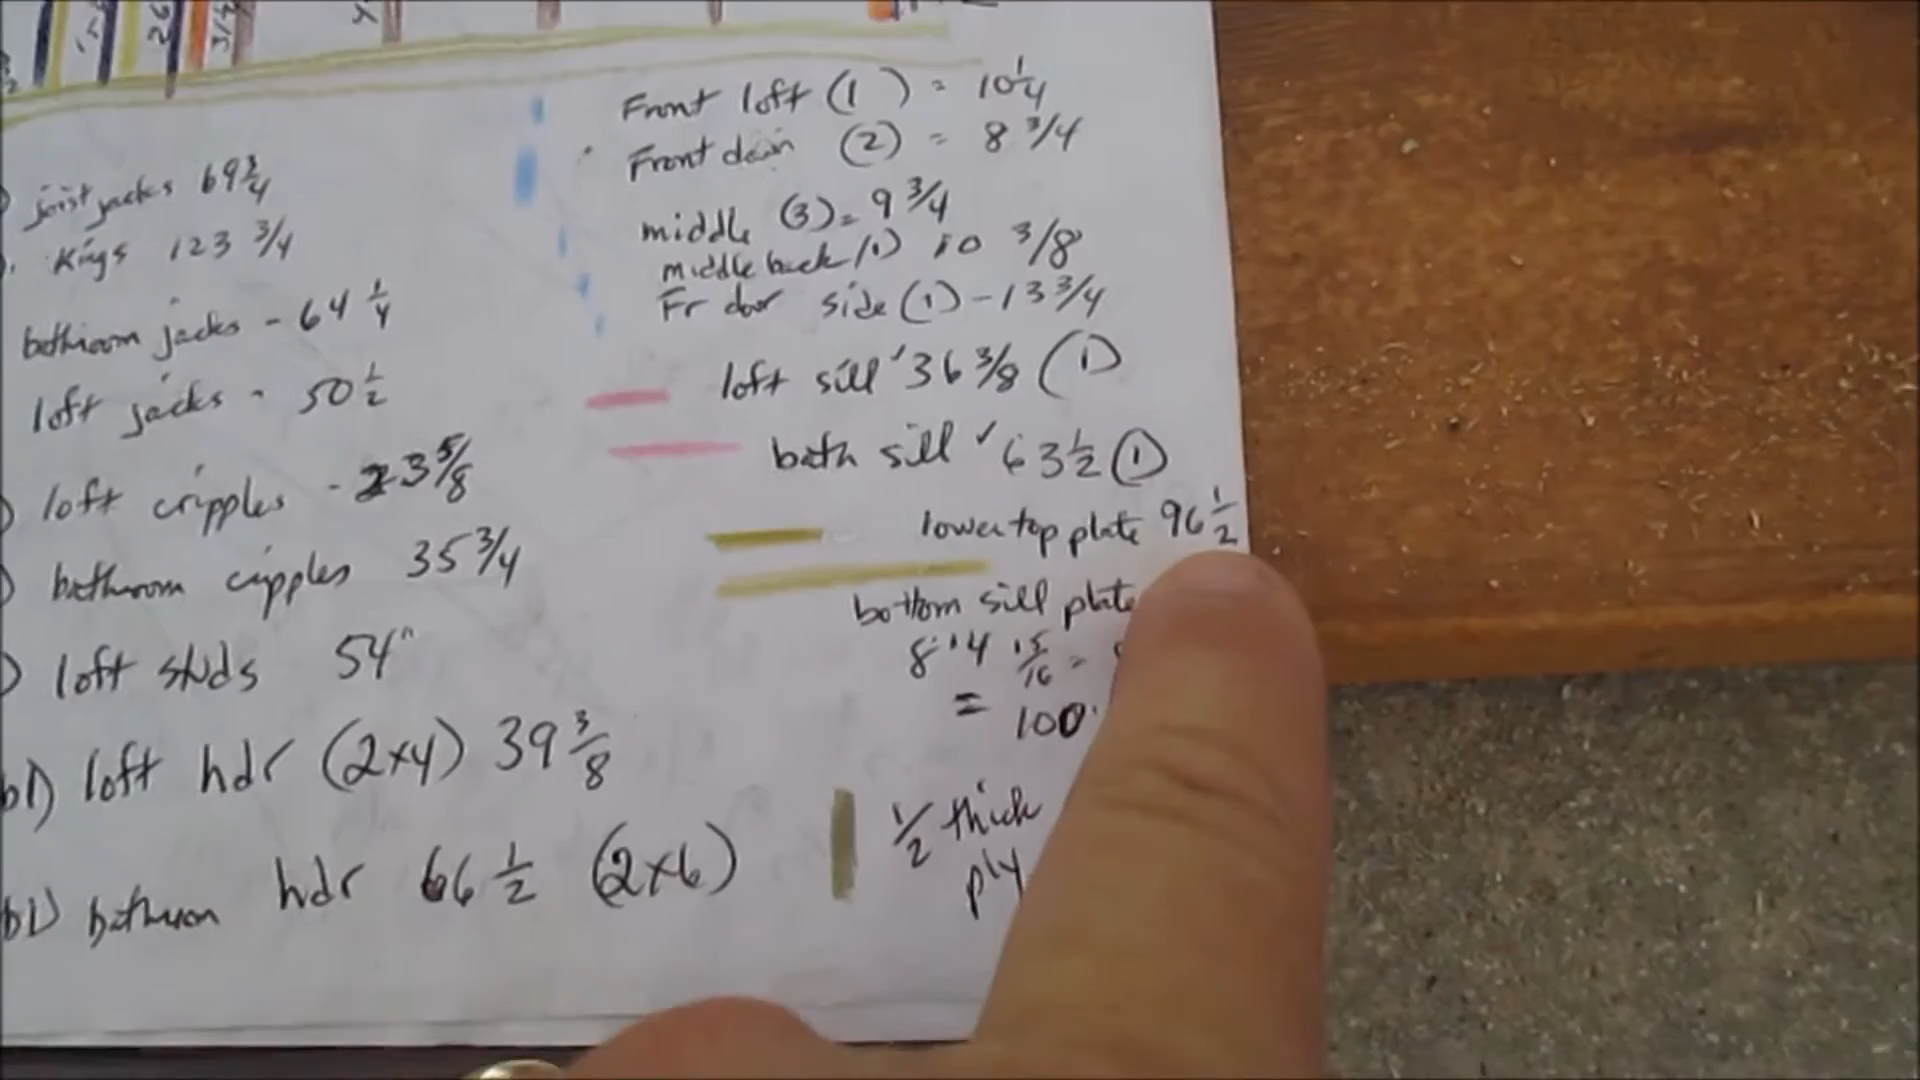 joist jacks 69 3/4
Kings 123 3/4
bathroom jacks - 64 1/4
loft jacks - 50 1/2
loft cripples - 23 5/8
bathroom cripples 35 3/4
loft studs 54"
loft hdr (2x4) 39 3/8
bathroom hdr 66 1/2 (2x6)
Front loft (1) = 10 1/4
Front down (2) = 8 3/4
middle (3) = 9 3/4
middle back (1) 10 3/8
Fr door side (1) - 13 3/4
loft sill ✓ 36 3/8 (1)
bath sill ✓ 63 1/2 (1)
lower top plate 96 1/2
bottom sill plate
8' 4 15/16 =
= 100
1/2 thick
ply